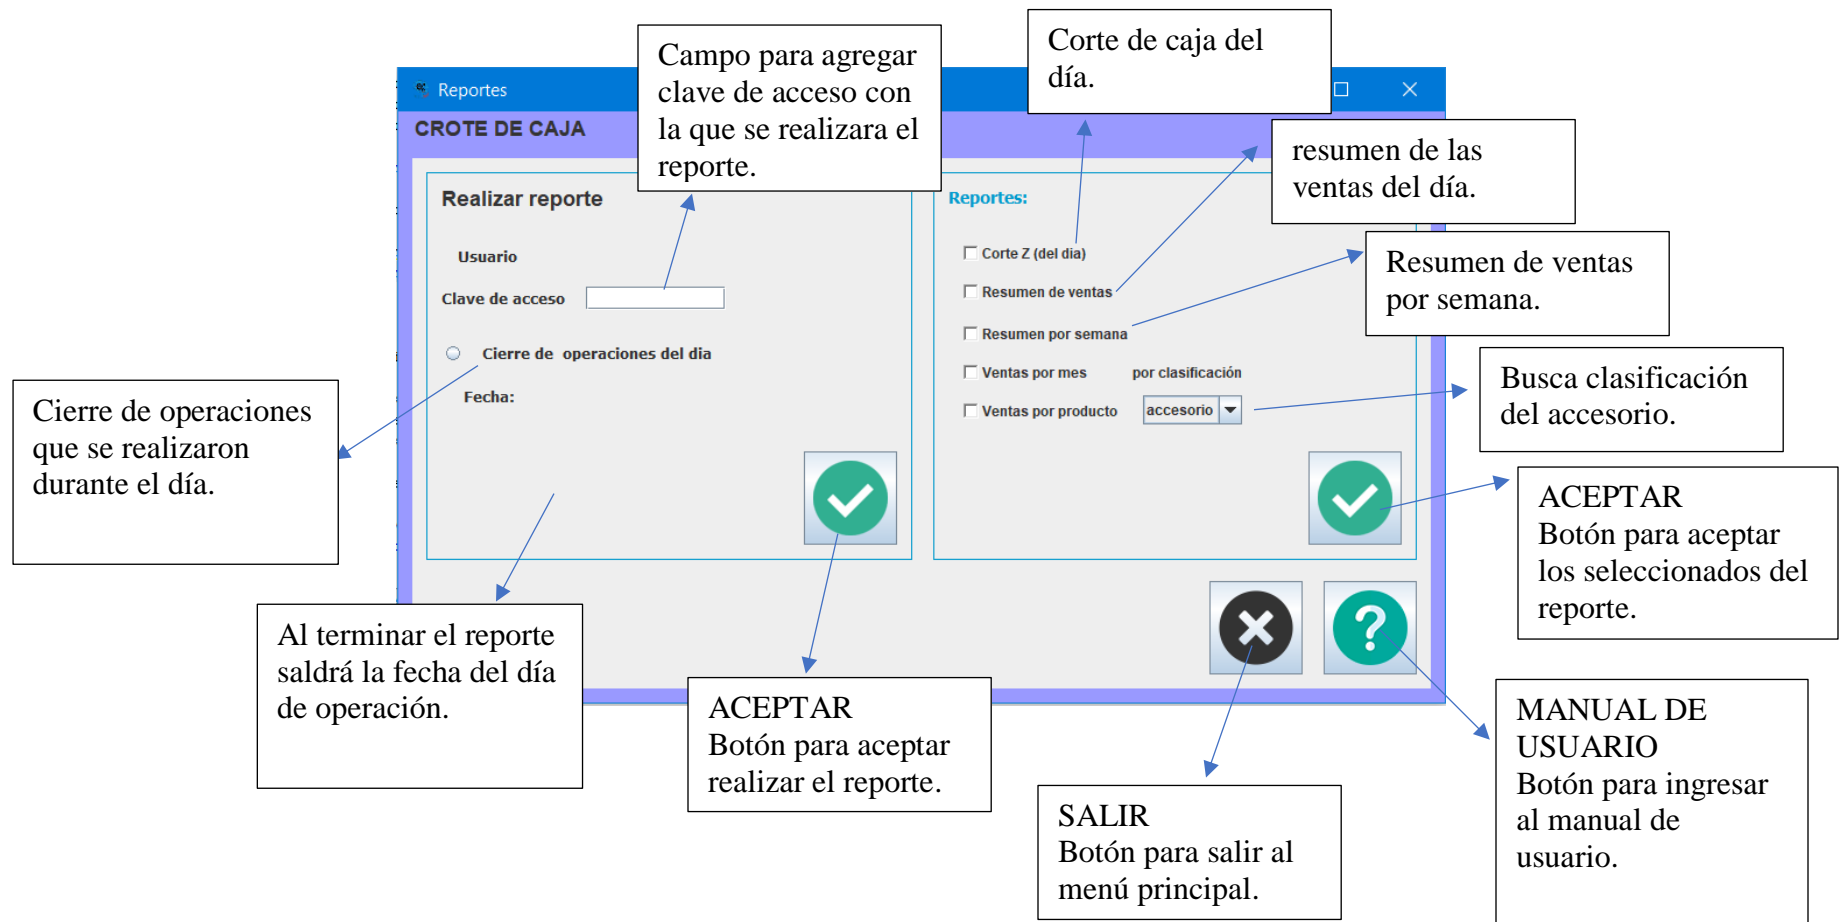 Campo para agregar
clave de acceso con
la que se realizara el
reporte.
Corte de caja del
día.
Reportes
CROTE DE CAJA
resumen de las
ventas del día.
Realizar reporte
Usuario
Clave de acceso
Cierre de operaciones del dia
Fecha:
Reportes:
Corte Z (del dia)
Resumen de ventas
Resumen por semana
Ventas por mes por clasificación
Ventas por producto accesorio
Resumen de ventas
por semana.
Busca clasificación
del accesorio.
Cierre de operaciones
que se realizaron
durante el día.
ACEPTAR
Botón para aceptar
los seleccionados del
reporte.
Al terminar el reporte
saldrá la fecha del día
de operación.
ACEPTAR
Botón para aceptar
realizar el reporte.
SALIR
Botón para salir al
menú principal.
MANUAL DE
USUARIO
Botón para ingresar
al manual de
usuario.